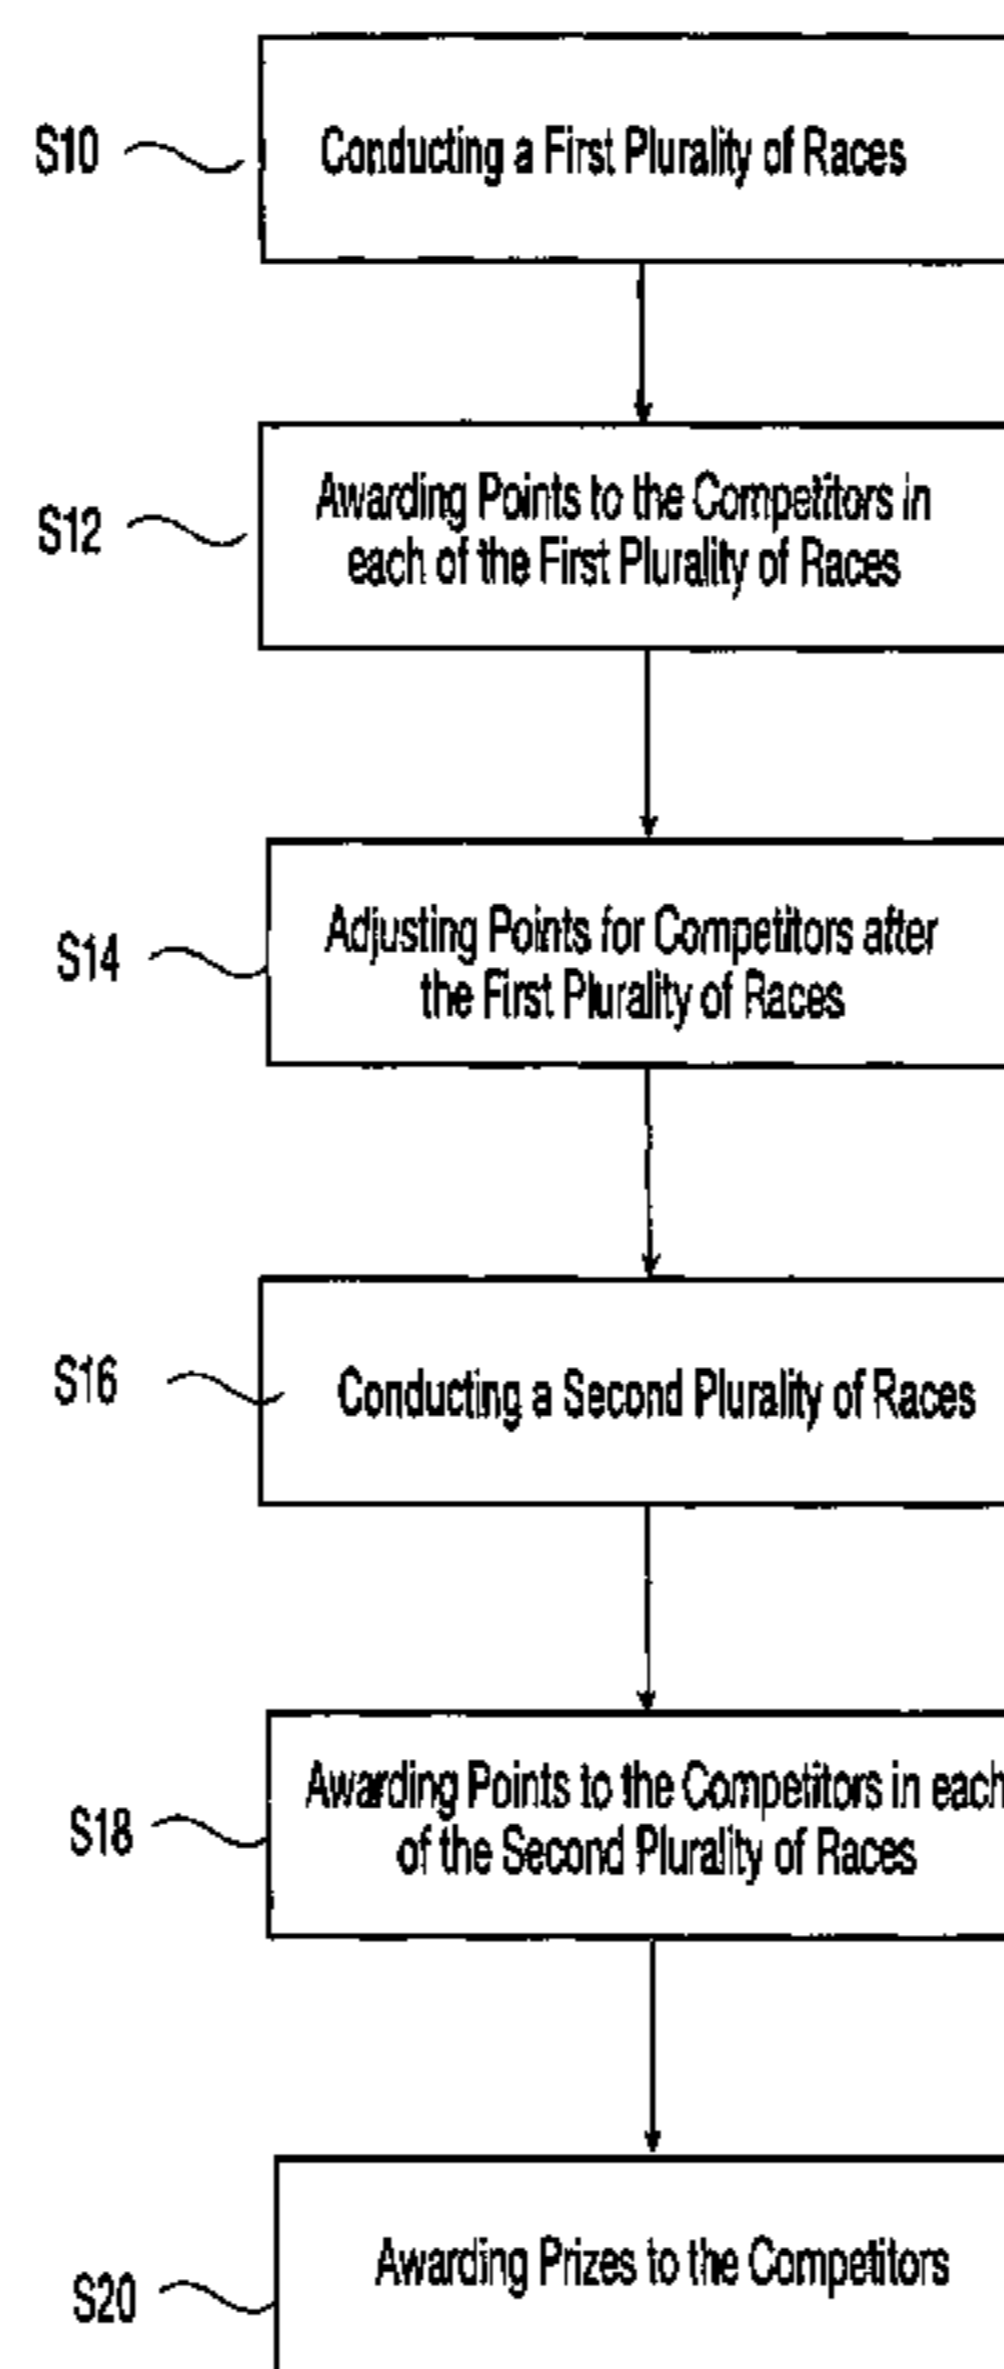 S10
Conducting a First Plurality of Races
S12
Awarding Points to the Competitors in
each of the First Plurality of Races
S14
Adjusting Points for Competitors after
the First Plurality of Races
S16
Conducting a Second Plurality of Races
S18
Awarding Points to the Competitors in each
of the Second Plurality of Races
S20
Awarding Prizes to the Competitors